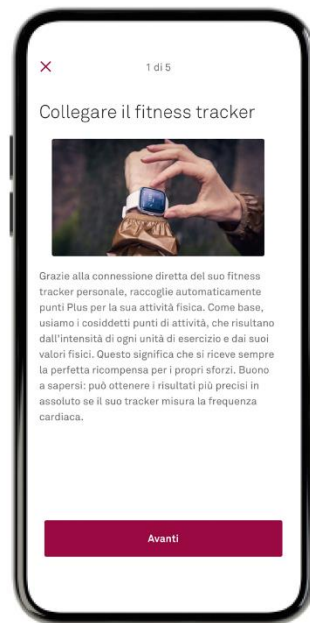 1 di 5
Collegare il fitness tracker
Grazie alla connessione diretta del suo fitness
tracker personale, raccoglie automaticamente
punti Plus per la sua attività fisica. Come base,
usiamo i cosiddetti punti di attività, che risultano
dall'intensità di ogni unità di esercizio e dai suoi
valori fisici. Questo significa che si riceve sempre
la perfetta ricompensa per i propri sforzi. Buono
a sapersi: può ottenere i risultati più precisi in
assoluto se il suo tracker misura la frequenza
cardiaca.
Avanti